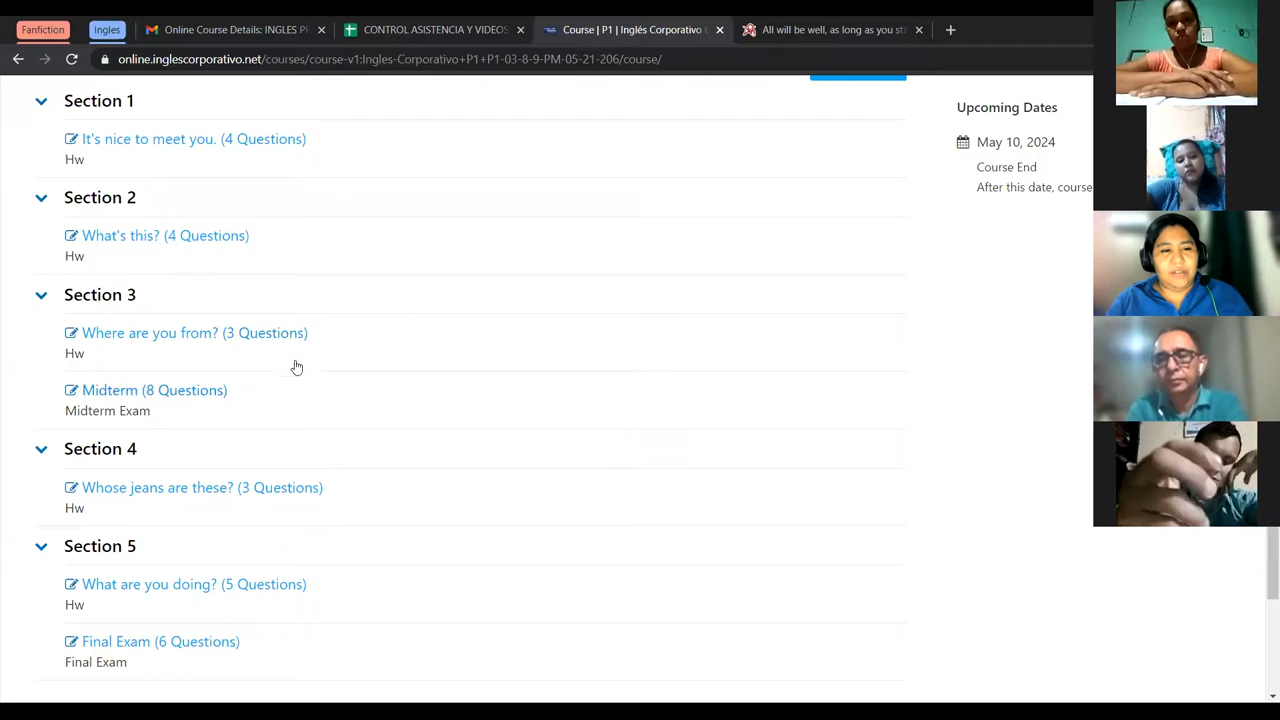 Fanfiction
Ingles
Online Course Details: INGLES P
CONTROL ASISTENCIA Y VIDEOS
Course | P1 | Inglés Corporativo
All will be well, as long as you sta
online.inglescorporativo.net/courses/course-v1:Ingles-Corporativo+P1+P1-03-8-9-PM-05-21-206/course/
Section 1
It's nice to meet you. (4 Questions)
Hw
Section 2
What's this? (4 Questions)
Hw
Section 3
Where are you from? (3 Questions)
Hw
Midterm (8 Questions)
Midterm Exam
Section 4
Whose jeans are these? (3 Questions)
Hw
Section 5
What are you doing? (5 Questions)
Hw
Final Exam (6 Questions)
Final Exam
Upcoming Dates
May 10, 2024
Course End
After this date, course